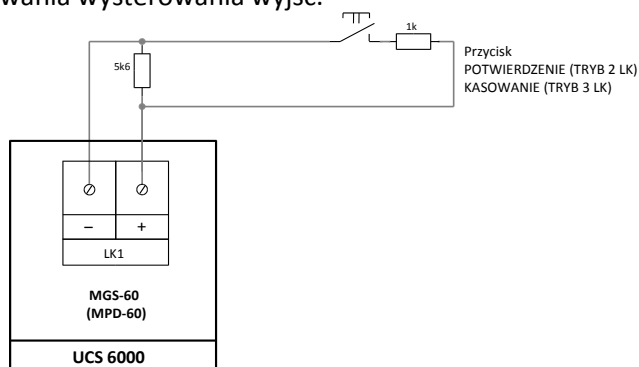 wania wysterowania wyjść.
1k
5k6
Przycisk
POTWIERDZENIE (TRYB 2 LK)
KASOWANIE (TRYB 3 LK)
– +
LK1
MGS-60
(MPD-60)
UCS 6000